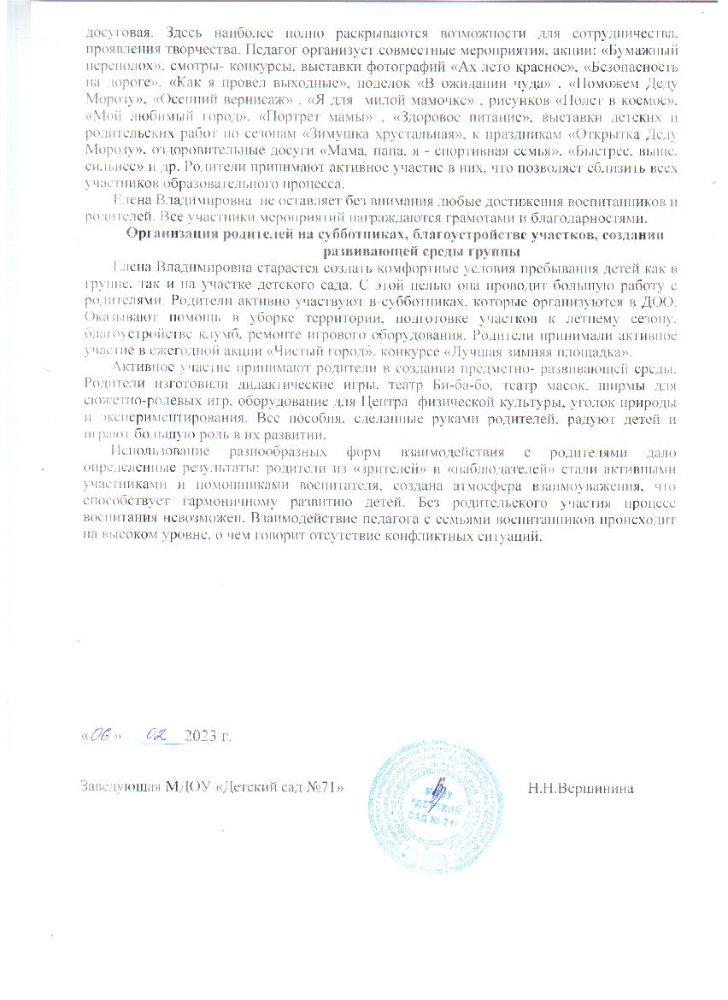 досуговая. Здесь наиболее полно раскрываются возможности для сотрудничества,
проявления творчества. Педагог организует совместные мероприятия, акции: «Бумажный
переполох», смотры- конкурсы, выставки фотографий «Ах лето красное», «Безопасность
на дороге», «Как я провел выходные», поделок «В ожидании чуда» , «Поможем Деду
Морозу», «Осенний вернисаж» , «Я для милой мамочке» , рисунков «Полет в космос»,
«Мой любимый город», «Портрет мамы» , «Здоровое питание», выставки детских и
родительских работ по сезонам «Зимушка хрустальная», к праздникам «Открытка Деду
Морозу», оздоровительные досуги «Мама, папа, я - спортивная семья», «Быстрее, выше,
сильнее» и др. Родители принимают активное участие в них, что позволяет сблизить всех
участников образовательного процесса.
Елена Владимировна не оставляет без внимания любые достижения воспитанников и
родителей. Все участники мероприятий награждаются грамотами и благодарностями.
Организация родителей на субботниках, благоустройстве участков, создании
развивающей среды группы
Елена Владимировна старается создать комфортные условия пребывания детей как в
группе, так и на участке детского сада. С этой целью она проводит большую работу с
родителями. Родители активно участвуют в субботниках, которые организуются в ДОО.
Оказывают помощь в уборке территории, подготовке участков к летнему сезону,
благоустройстве клумб, ремонте игрового оборудования. Родители принимали активное
участие в ежегодной акции «Чистый город», конкурсе «Лучшая зимняя площадка».
Активное участие принимают родители в создании предметно- развивающей среды.
Родители изготовили дидактические игры, театр Би-ба-бо, театр масок, ширмы для
сюжетно-ролевых игр, оборудование для Центра физической культуры, уголок природы
и экспериментирования. Все пособия, сделанные руками родителей, радуют детей и
играют большую роль в их развитии.
Использование разнообразных форм взаимодействия с родителями дало
определенные результаты: родители из «зрителей» и «наблюдателей» стали активными
участниками и помощниками воспитателя, создана атмосфера взаимоуважения, что
способствует гармоничному развитию детей. Без родительского участия процесс
воспитания невозможен. Взаимодействие педагога с семьями воспитанников происходит
на высоком уровне, о чем говорит отсутствие конфликтных ситуаций.
«06» 02 2023 г.
Заведующая МДОУ «Детский сад №71» Н.Н.Вершинина
МДОУ
"ДЕТСКИЙ
САД № 71"